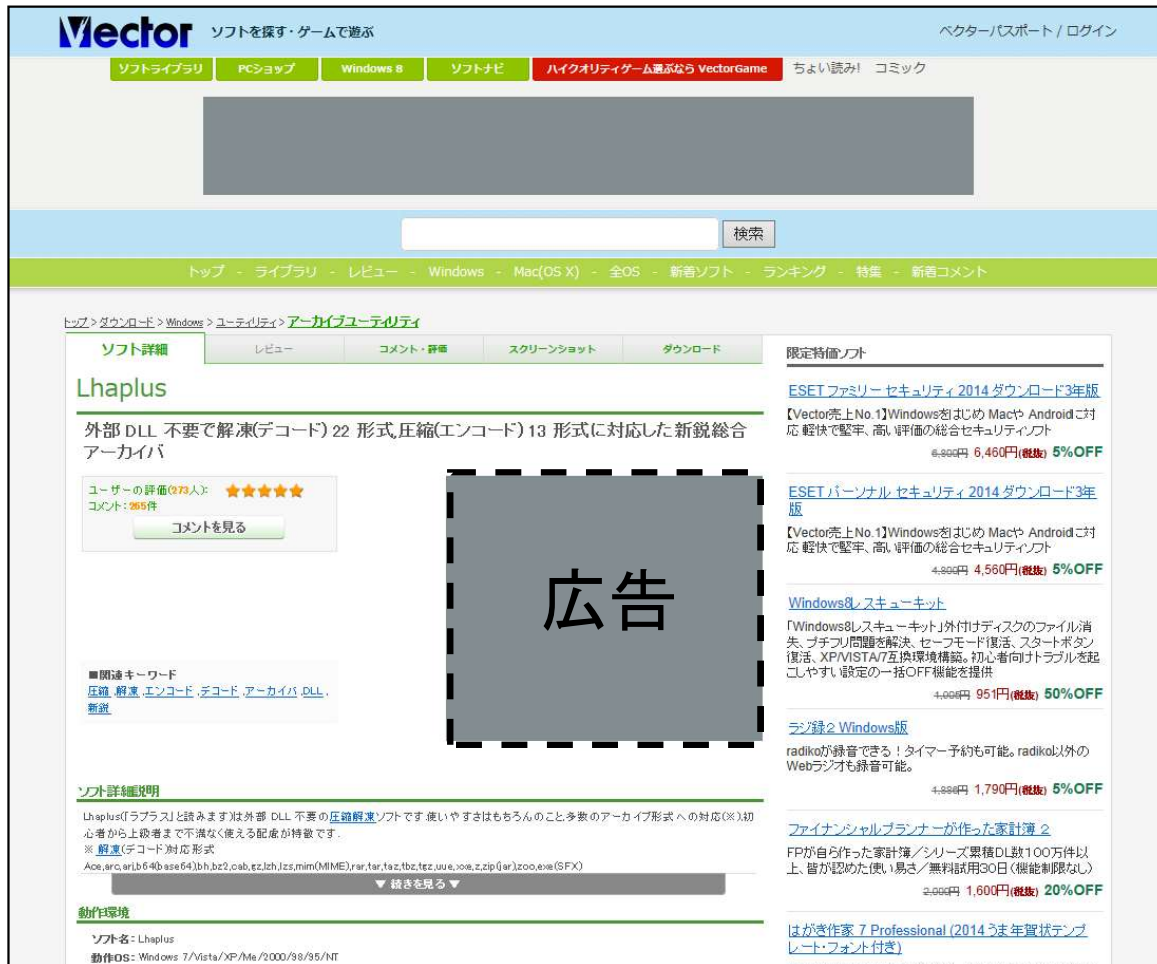 Vector ソフトを探す・ゲームで遊ぶ
ベクターパスポート / ログイン
ソフトライブラリ PCショップ Windows 8 ソフトナビ ハイクオリティゲーム選ぶなら VectorGame ちょい読み! コミック
検索
トップ - ライブラリ - レビュー - Windows - Mac(OS X) - 全OS - 新着ソフト - ランキング - 特集 - 新着コメント
トップ > ダウンロード > Windows > ユーティリティ > アーカイブユーティリティ
ソフト詳細 レビュー コメント・評価 スクリーンショット ダウンロード
Lhaplus
外部 DLL 不要で解凍(デコード) 22 形式,圧縮(エンコード) 13 形式に対応した新鋭総合
アーカイバ
ユーザーの評価(273人): ★★★★★
コメント: 265件
コメントを見る
広告
■関連キーワード
圧縮 ,解凍 ,エンコード ,デコード ,アーカイバ ,DLL ,
新鋭
ソフト詳細説明
Lhaplus(「ラプラス」と読みます)は外部 DLL 不要の圧縮解凍ソフトです 使いやすさはもちろんのこと多数のアーカイブ形式への対応(※),初
心者から上級者まで不満なく使える配慮が特徴です.
※ 解凍(デコード)対応形式
Ace,arc,arj,b64(base64),bh,bz2,cab,gz,lzh,lzs,mim(MIME),rar,tar,taz,tbz,tgz,uue,xxe,z,zip(jar),zoo,exe(SFX)
▼ 続きを見る ▼
動作環境
ソフト名: Lhaplus
動作OS: Windows 7/Vista/XP/Me/2000/98/95/NT
限定特価ソフト
ESET ファミリー セキュリティ 2014 ダウンロード3年版
【Vector売上No.1】Windowsをはじめ Macや Androidに対
応 軽快で堅牢、高い評価の総合セキュリティソフト
6,800円 6,460円(税抜) 5%OFF
ESET パーソナル セキュリティ 2014 ダウンロード3年
版
【Vector売上No.1】Windowsをはじめ Macや Androidに対
応 軽快で堅牢、高い評価の総合セキュリティソフト
4,800円 4,560円(税抜) 5%OFF
Windows8レスキューキット
「Windows8レスキューキット」外付けディスクのファイル消
失、プチフリ問題を解決、セーフモード復活、スタートボタン
復活、XP/VISTA/7互換環境構築。初心者向けトラブルを起
こしやすい設定の一括OFF機能を提供
951円(税抜) 50%OFF
ラジ録2 Windows版
radikoが録音できる!タイマー予約も可能。radiko以外の
Webラジオも録音可能。
1,790円(税抜) 5%OFF
ファイナンシャルプランナーが作った家計簿 2
FPが自ら作った家計簿/シリーズ累積DL数100万件以
上、皆が認めた使い易さ/無料試用30日(機能制限なし)
2,000円 1,600円(税抜) 20%OFF
はがき作家 7 Professional (2014 うま年賀状テンプ
レート・フォント付き)